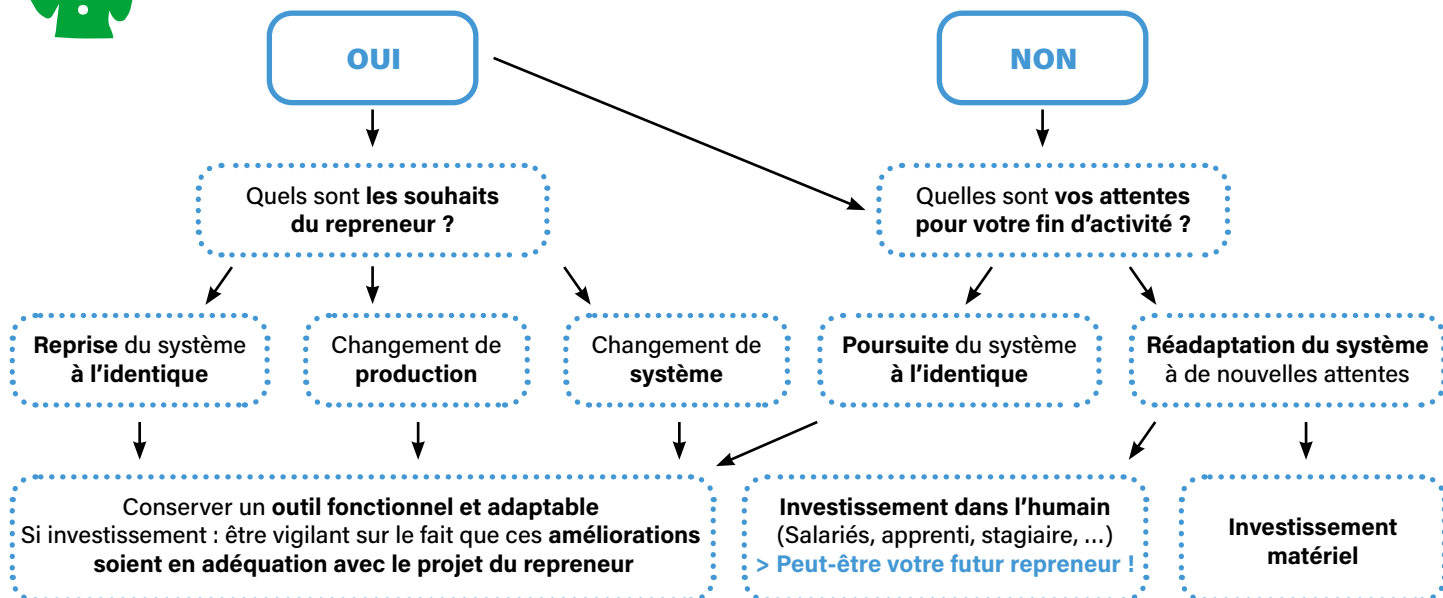 OUI
NON
Quels sont les souhaits
du repreneur ?
Quelles sont vos attentes
pour votre fin d'activité ?
Reprise du système
à l'identique
Changement de
production
Changement de
système
Poursuite du système
à l'identique
Réadaptation du système
à de nouvelles attentes
Conserver un outil fonctionnel et adaptable
Si investissement : être vigilant sur le fait que ces améliorations
soient en adéquation avec le projet du repreneur
Investissement dans l'humain
(Salariés, apprenti, stagiaire, ...)
> Peut-être votre futur repreneur !
Investissement
matériel